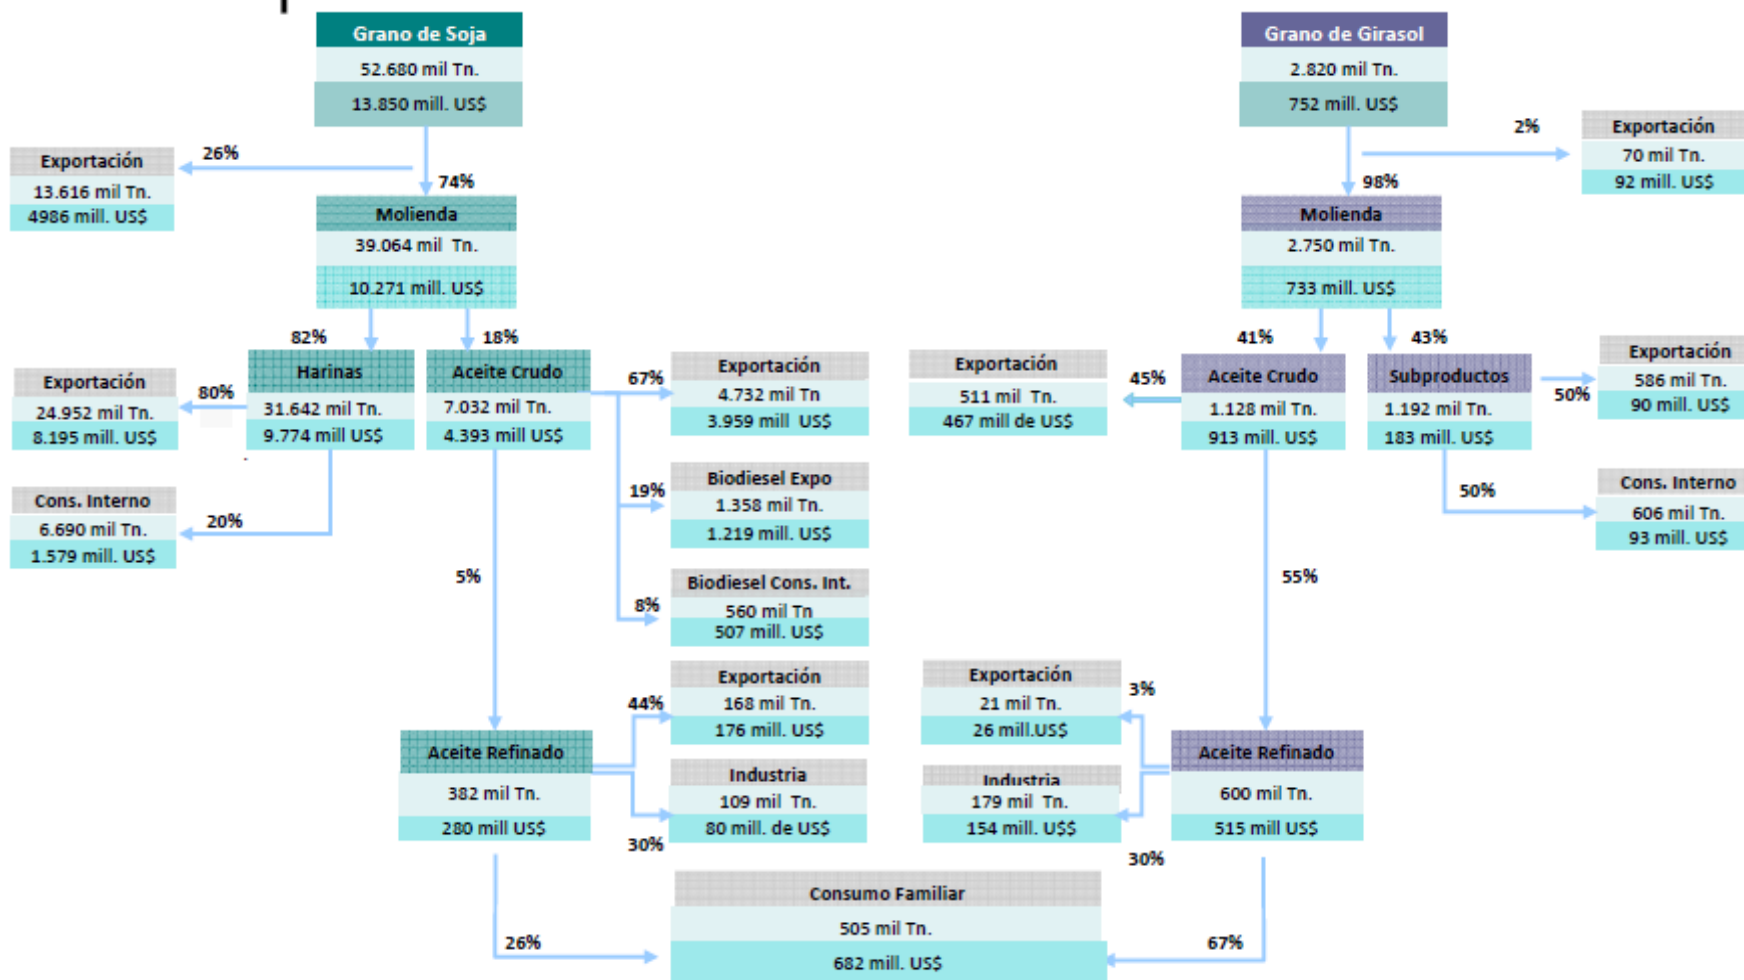 Grano de Soja
52.680 mil Tn.
13.850 mill. US$
26%
Exportación
13.616 mil Tn.
4986 mill. US$
74%
Molienda
39.064 mil Tn.
10.271 mill. US$
82%
18%
Harinas
31.642 mil Tn.
9.774 mill US$
Aceite Crudo
7.032 mil Tn.
4.393 mill US$
80%
Exportación
24.952 mil Tn.
8.195 mill. US$
20%
Cons. Interno
6.690 mil Tn.
1.579 mill. US$
67%
Exportación
4.732 mil Tn
3.959 mill US$
19%
Biodiesel Expo
1.358 mil Tn.
1.219 mill. US$
8%
Biodiesel Cons. Int.
560 mil Tn
507 mill. US$
5%
Aceite Refinado
382 mil Tn.
280 mill US$
44%
Exportación
168 mil Tn.
176 mill. US$
30%
Industria
109 mil Tn.
80 mill. de US$
26%
Consumo Familiar
505 mil Tn.
682 mill. US$
Grano de Girasol
2.820 mil Tn.
752 mill. US$
2%
Exportación
70 mil Tn.
92 mill. US$
98%
Molienda
2.750 mil Tn.
733 mill. US$
41%
43%
Aceite Crudo
1.128 mil Tn.
913 mill. US$
Subproductos
1.192 mil Tn.
183 mill. US$
45%
Exportación
511 mil Tn.
467 mill de US$
50%
Exportación
586 mil Tn.
90 mill. US$
50%
Cons. Interno
606 mil Tn.
93 mill. US$
55%
Aceite Refinado
600 mil Tn.
515 mill US$
3%
Exportación
21 mil Tn.
26 mill.US$
30%
Industria
179 mil Tn.
154 mill. U$$
67%